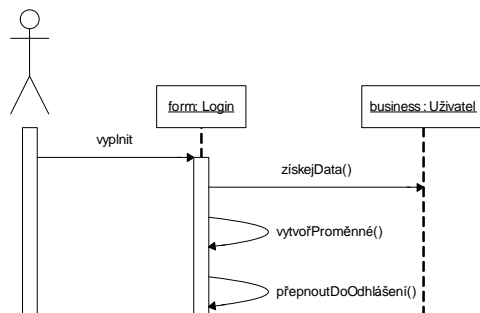 form: Login
business : Uživatel
vyplnit
získejData()
vytvořProměnné()
přepnoutDoOdhlášení()